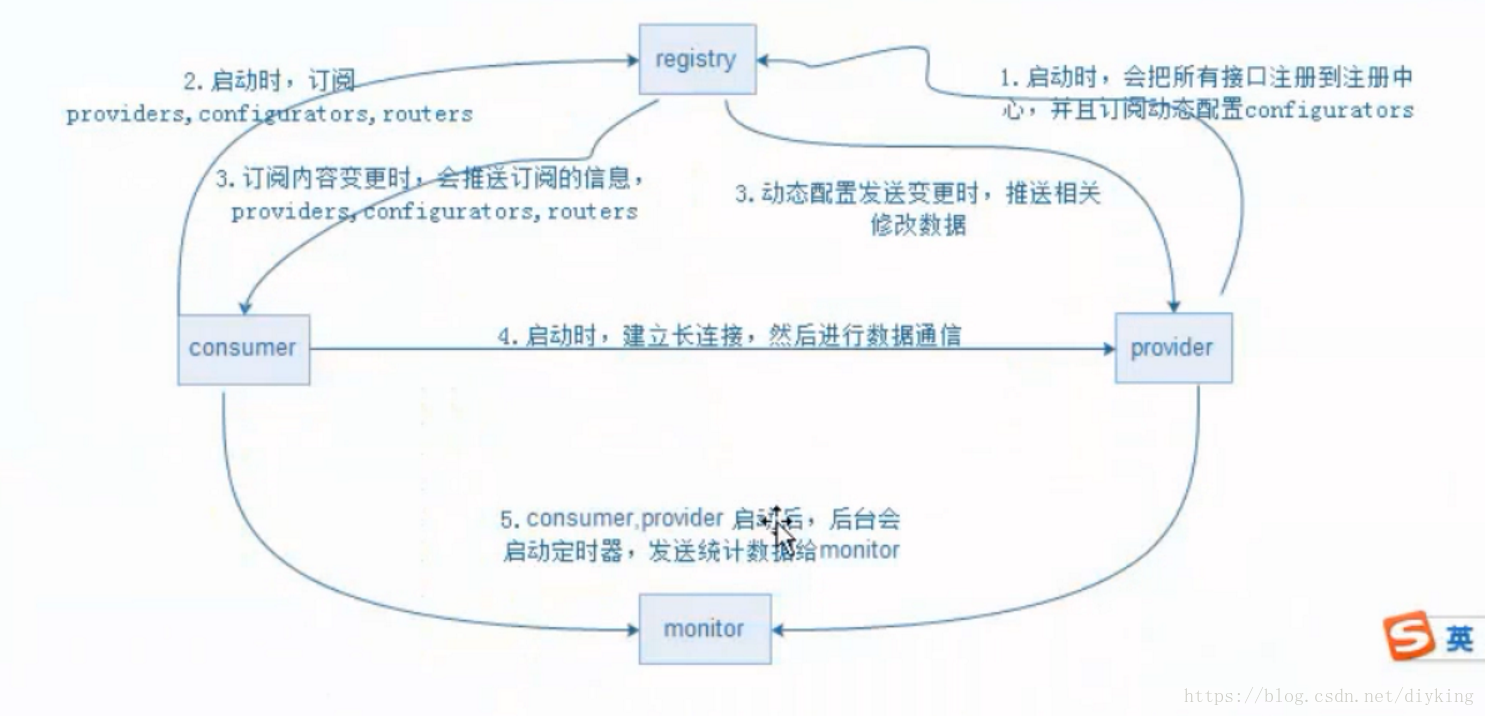 registry
2.启动时，订阅
providers,configurators,routers
1.启动时，会把所有接口注册到注册中
心，并且订阅动态配置configurators
3.订阅内容变更时，会推送订阅的信息，
providers,configurators,routers
3.动态配置发送变更时，推送相关
修改数据
consumer
4.启动时，建立长连接，然后进行数据通信
provider
5.consumer,provider 启动后，后台会
启动定时器，发送统计数据给monitor
monitor
S 英
https://blog.csdn.net/diyking